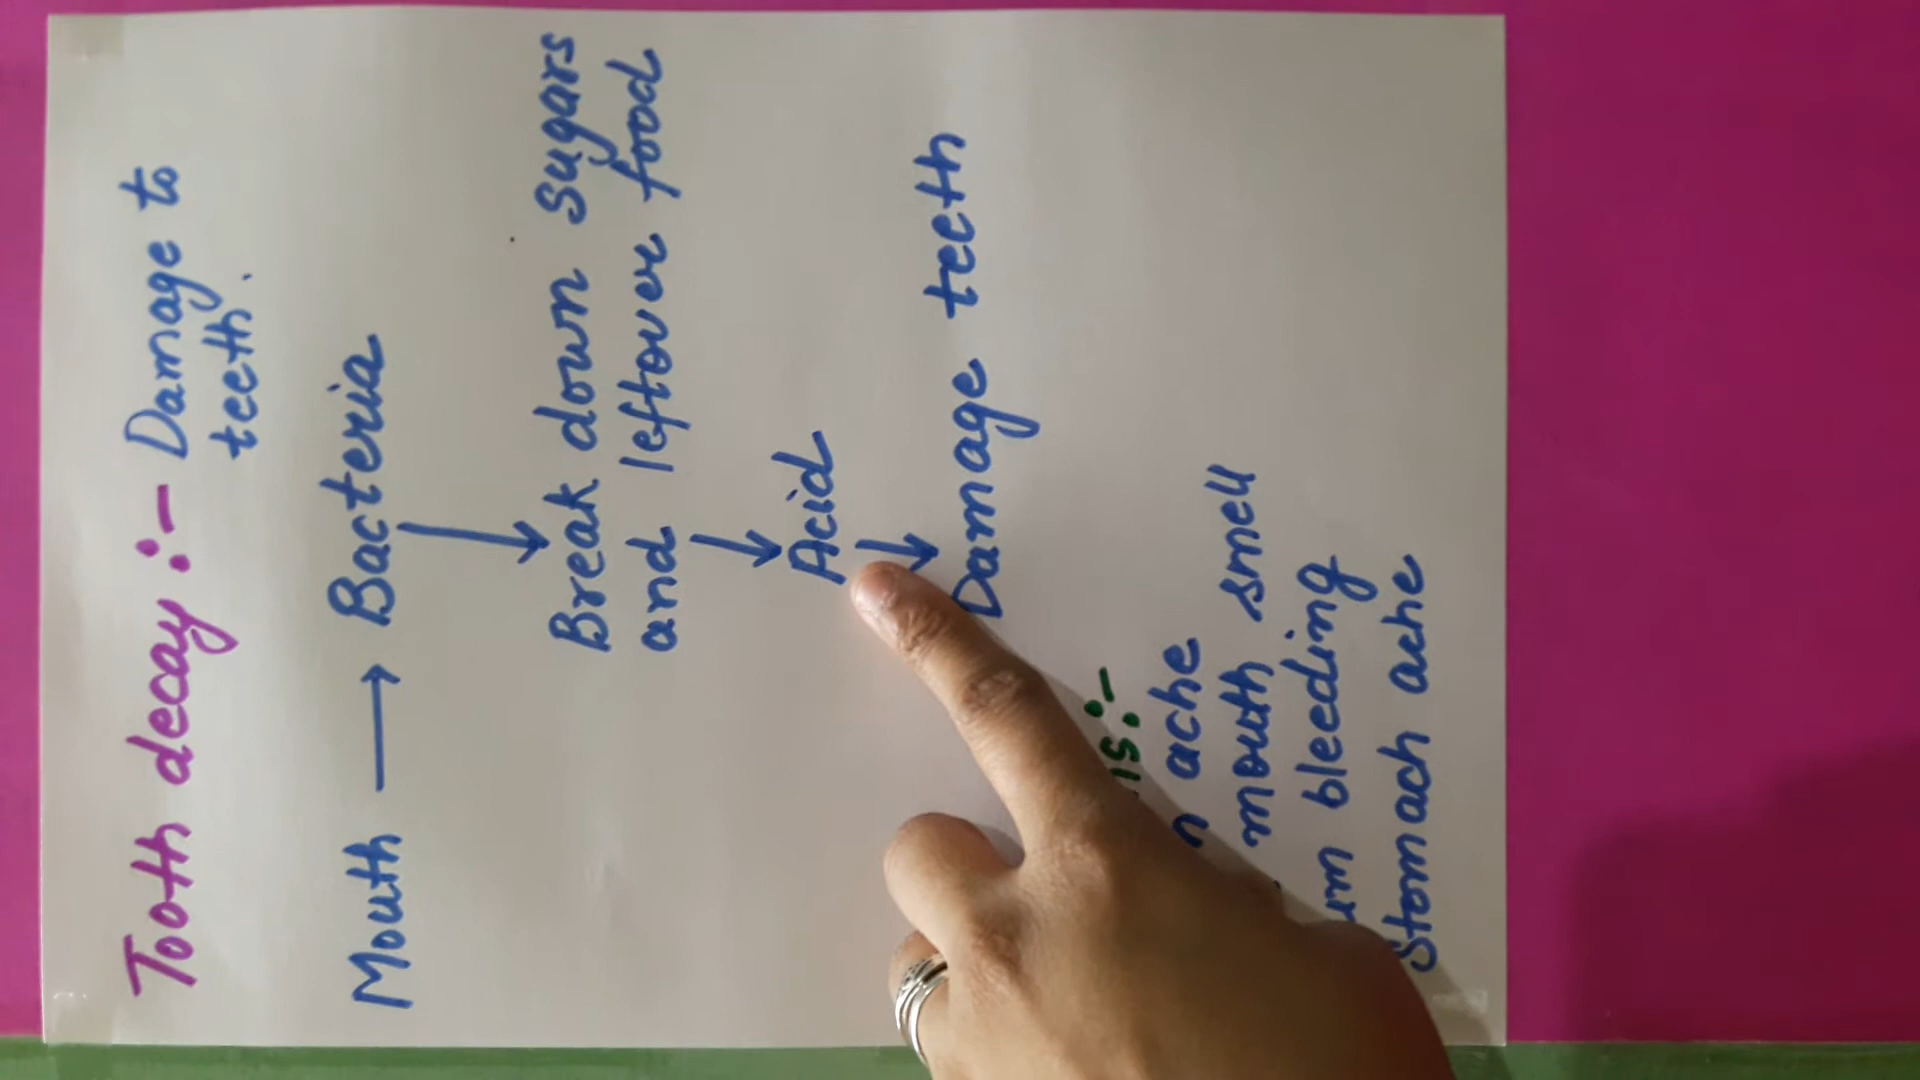 Tooth decay :- Damage to
teeth.
Mouth → Bacteria
↓
Break down sugars
and leftover food
↓
Acid
↓
Damage teeth
:-
ache
mouth smell
bleeding
Stomach ache